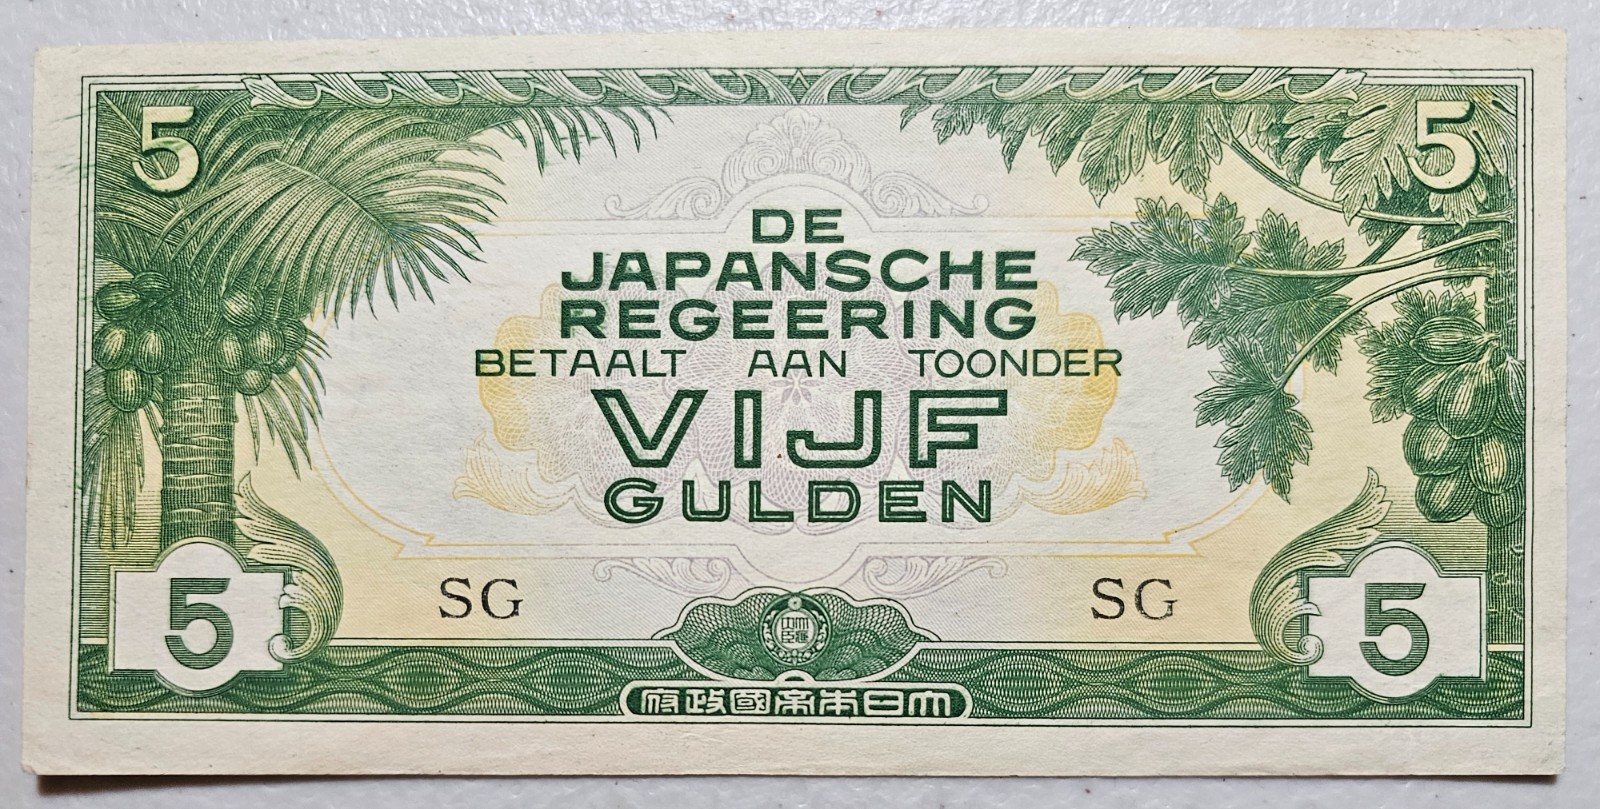 5 5
DE
JAPANSCHE
REGEERING
BETAALT AAN TOONDER
VIJF
GULDEN
SG SG
5 5
府政國帝本日大